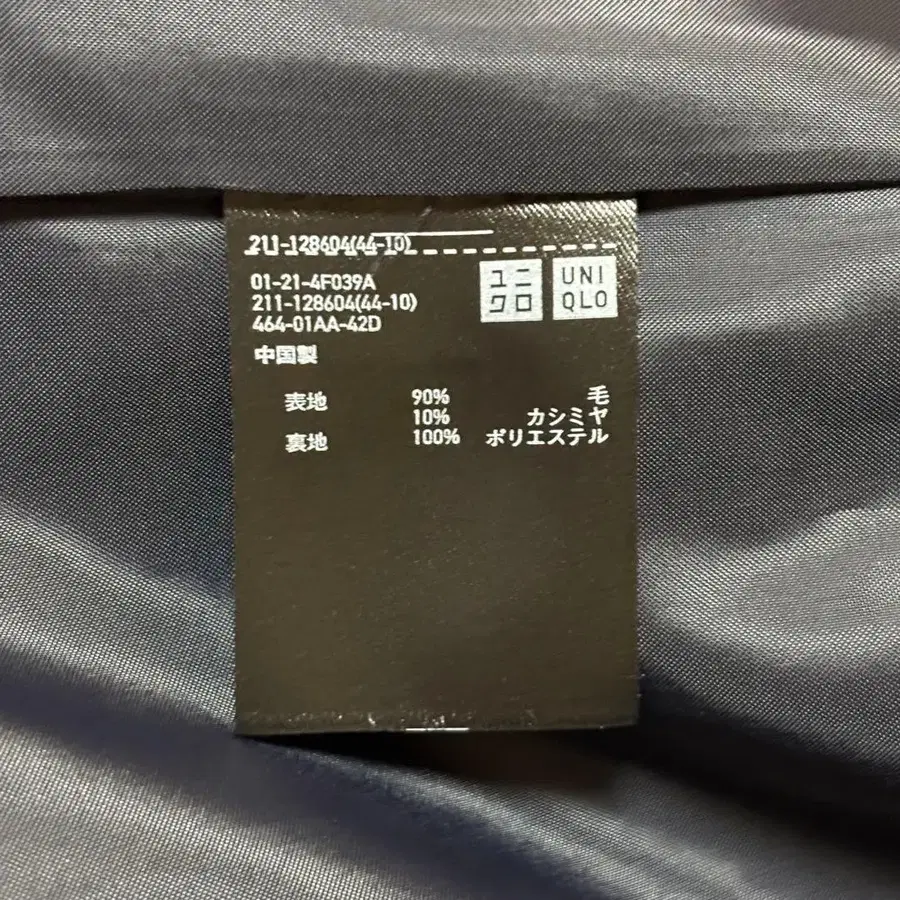 211-128604(44-10)
01-21-4F039A
211-128604(44-10)
464-01AA-42D
ユニ
クロ
UNI
QLO
中国製
表地 90% 毛
10% カシミヤ
裏地 100% ポリエステル